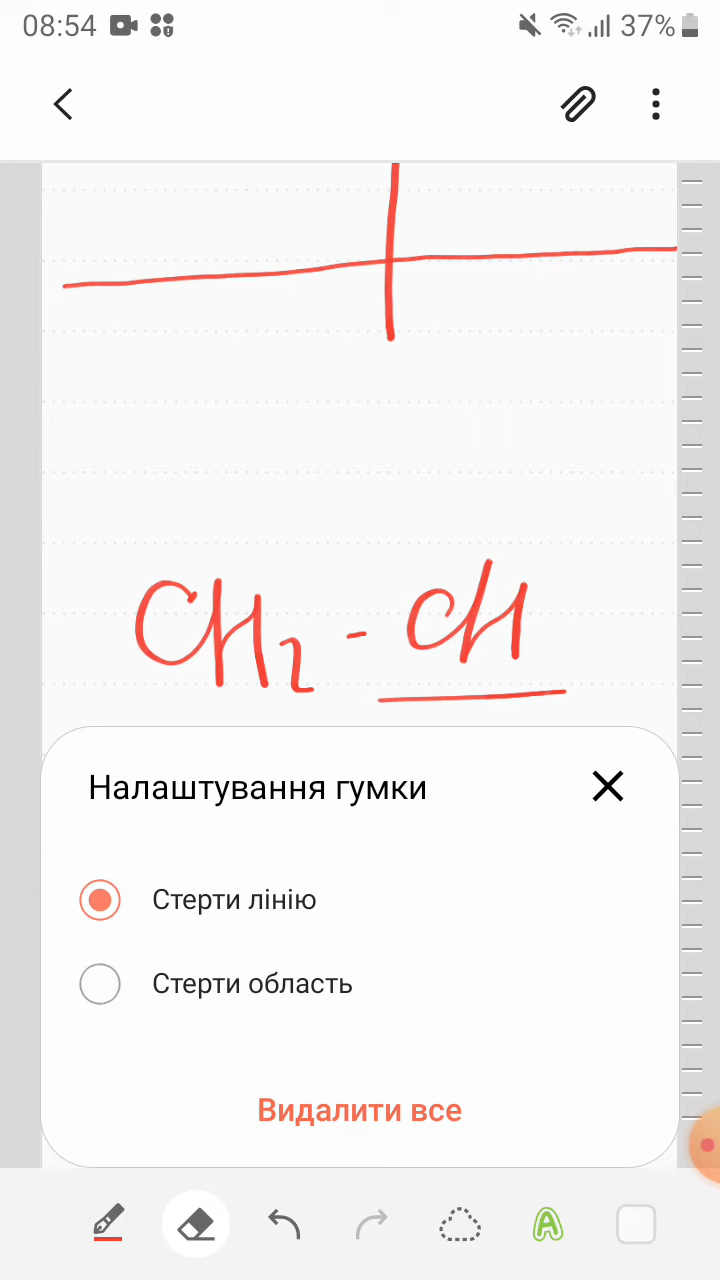 08:54 37%
CH₂ - CH
Налаштування гумки
Стерти лінію
Стерти область
Видалити все
A